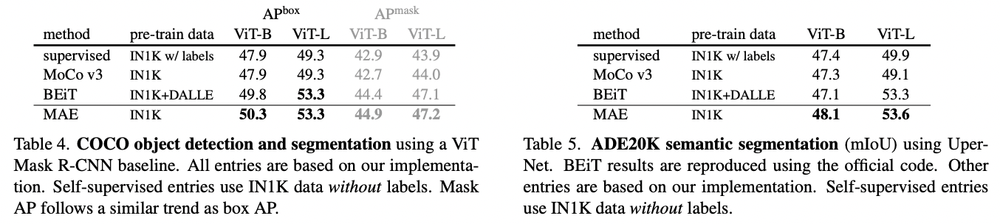 APbox APmask
method pre-train data ViT-B ViT-L ViT-B ViT-L
supervised IN1K w/ labels 47.9 49.3 42.9 43.9
MoCo v3 IN1K 47.9 49.3 42.7 44.0
BEiT IN1K+DALLE 49.8 53.3 44.4 47.1
MAE IN1K 50.3 53.3 44.9 47.2
Table 4. COCO object detection and segmentation using a ViT
Mask R-CNN baseline. All entries are based on our implementa-
tion. Self-supervised entries use IN1K data without labels. Mask
AP follows a similar trend as box AP.
method pre-train data ViT-B ViT-L
supervised IN1K w/ labels 47.4 49.9
MoCo v3 IN1K 47.3 49.1
BEiT IN1K+DALLE 47.1 53.3
MAE IN1K 48.1 53.6
Table 5. ADE20K semantic segmentation (mIoU) using Uper-
Net. BEiT results are reproduced using the official code. Other
entries are based on our implementation. Self-supervised entries
use IN1K data without labels.